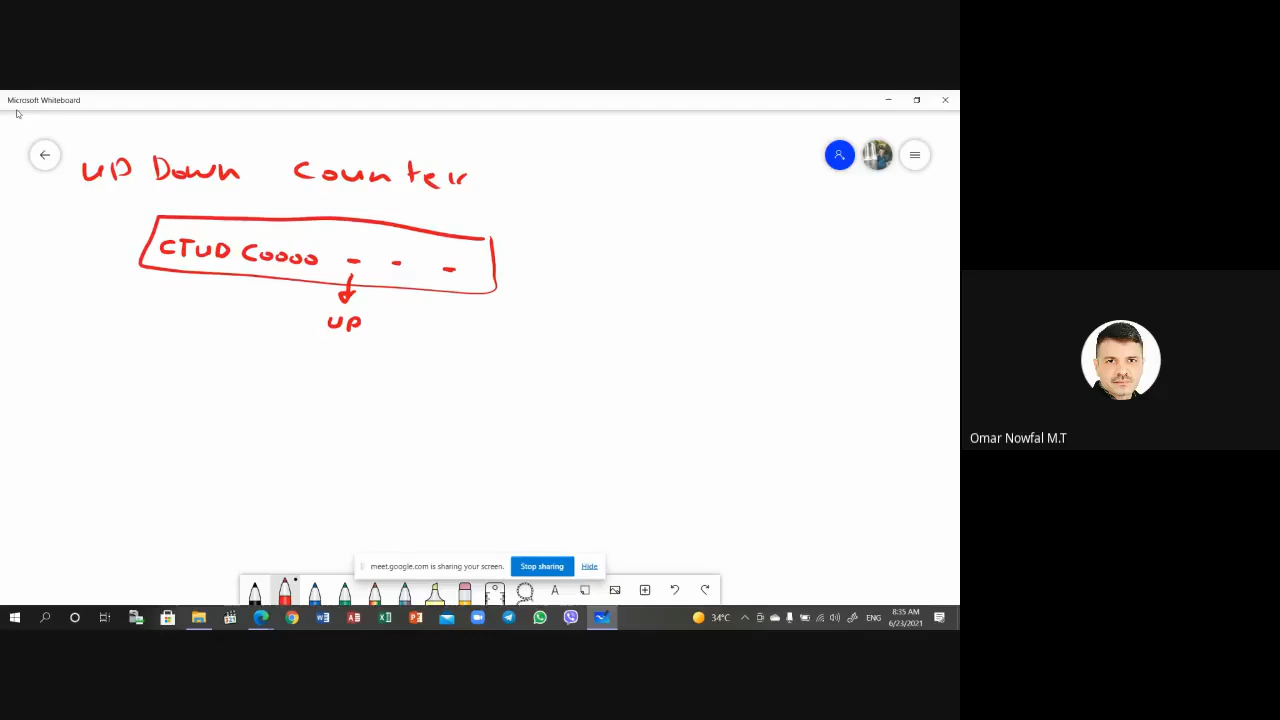 Microsoft Whiteboard
UP Down Counter
CTUD C0000 - - -
UP
Omar Nowfal M.T
meet.google.com is sharing your screen. Stop sharing Hide
34°C ENG 8:35 AM
6/23/2021